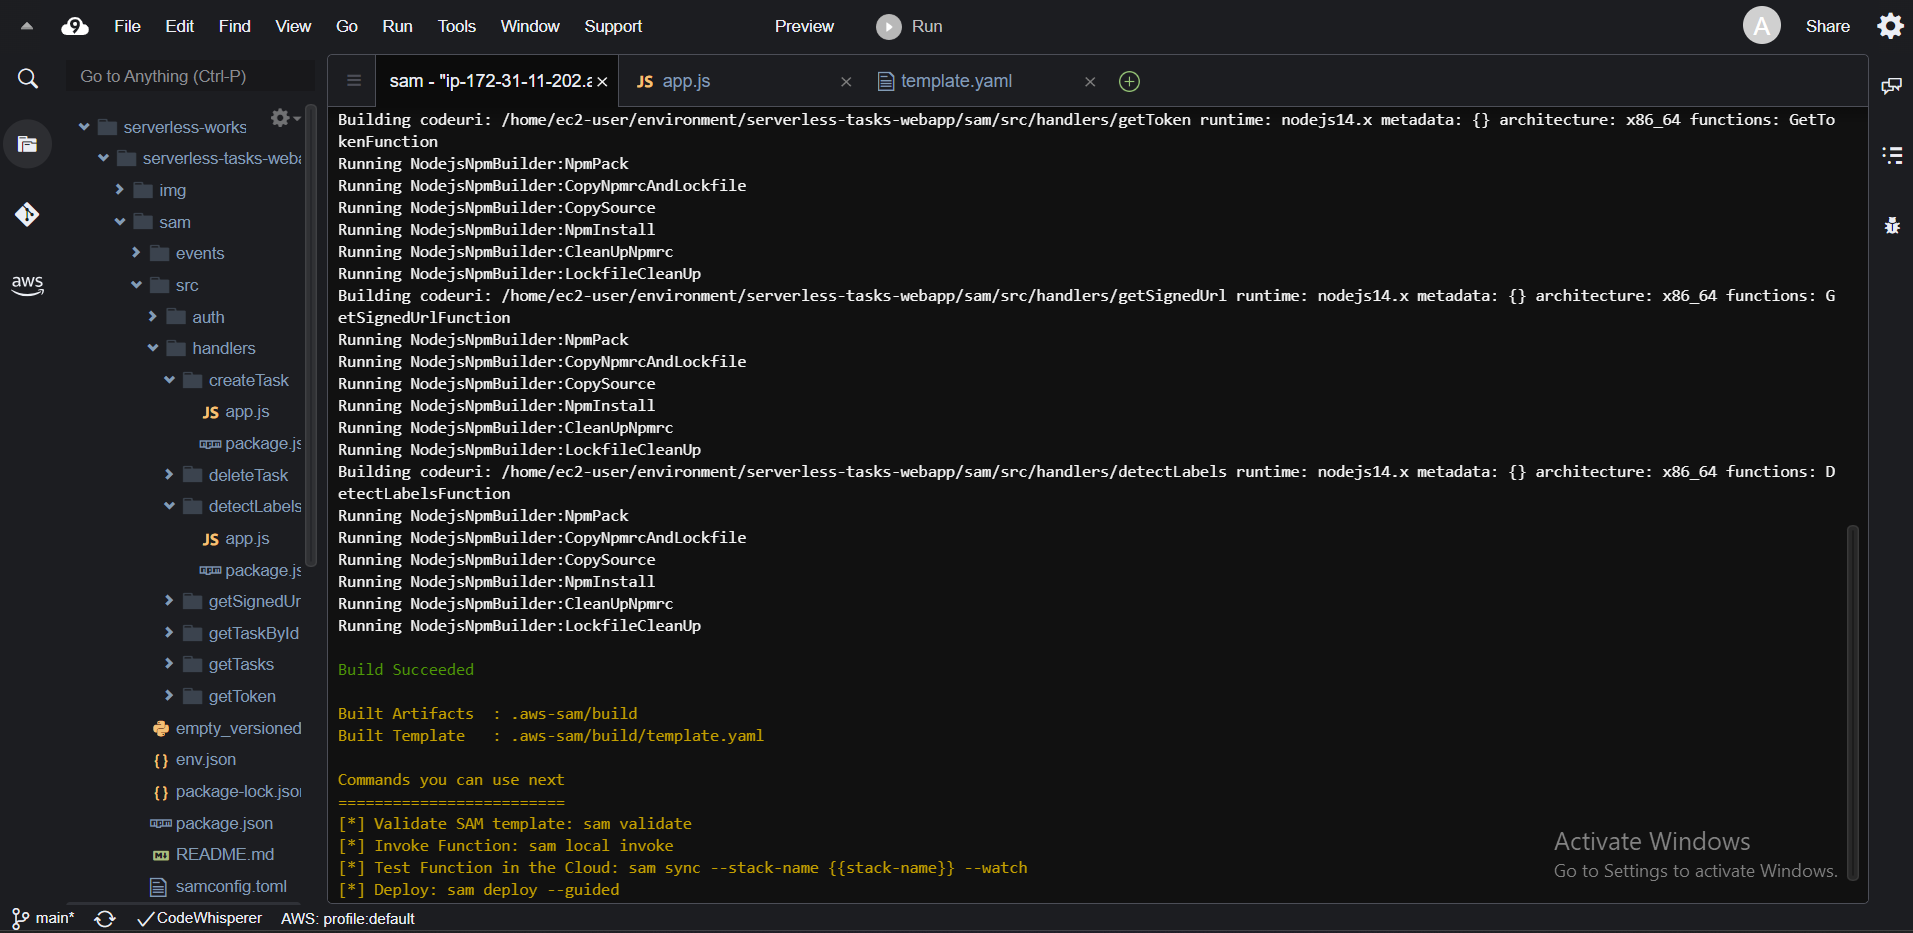 File Edit Find View Go Run Tools Window Support Preview Run A Share
Go to Anything (Ctrl-P)
sam - "ip-172-31-11-202.a × JS app.js × template.yaml ×
aws
serverless-works
serverless-tasks-weba
img
sam
events
src
auth
handlers
createTask
JS app.js
package.js
deleteTask
detectLabels
JS app.js
package.js
getSignedUr
getTaskById
getTasks
getToken
empty_versioned
{} env.json
{} package-lock.json
package.json
README.md
samconfig.toml
Building codeuri: /home/ec2-user/environment/serverless-tasks-webapp/sam/src/handlers/getToken runtime: nodejs14.x metadata: {} architecture: x86_64 functions: GetTo
kenFunction
Running NodejsNpmBuilder:NpmPack
Running NodejsNpmBuilder:CopyNpmrcAndLockfile
Running NodejsNpmBuilder:CopySource
Running NodejsNpmBuilder:NpmInstall
Running NodejsNpmBuilder:CleanUpNpmrc
Running NodejsNpmBuilder:LockfileCleanUp
Building codeuri: /home/ec2-user/environment/serverless-tasks-webapp/sam/src/handlers/getSignedUrl runtime: nodejs14.x metadata: {} architecture: x86_64 functions: G
etSignedUrlFunction
Running NodejsNpmBuilder:NpmPack
Running NodejsNpmBuilder:CopyNpmrcAndLockfile
Running NodejsNpmBuilder:CopySource
Running NodejsNpmBuilder:NpmInstall
Running NodejsNpmBuilder:CleanUpNpmrc
Running NodejsNpmBuilder:LockfileCleanUp
Building codeuri: /home/ec2-user/environment/serverless-tasks-webapp/sam/src/handlers/detectLabels runtime: nodejs14.x metadata: {} architecture: x86_64 functions: D
etectLabelsFunction
Running NodejsNpmBuilder:NpmPack
Running NodejsNpmBuilder:CopyNpmrcAndLockfile
Running NodejsNpmBuilder:CopySource
Running NodejsNpmBuilder:NpmInstall
Running NodejsNpmBuilder:CleanUpNpmrc
Running NodejsNpmBuilder:LockfileCleanUp
Build Succeeded
Built Artifacts  : .aws-sam/build
Built Template   : .aws-sam/build/template.yaml
Commands you can use next
=========================
[*] Validate SAM template: sam validate
[*] Invoke Function: sam local invoke
[*] Test Function in the Cloud: sam sync --stack-name {{stack-name}} --watch
[*] Deploy: sam deploy --guided
Activate Windows
Go to Settings to activate Windows.
main* CodeWhisperer AWS: profile:default